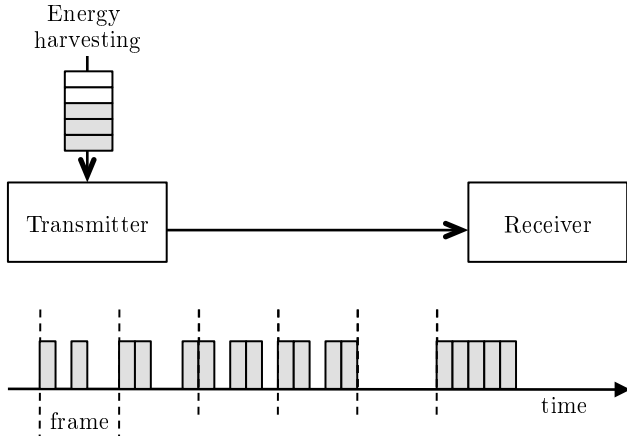 Energy
harvesting
Transmitter
Receiver
time
frame